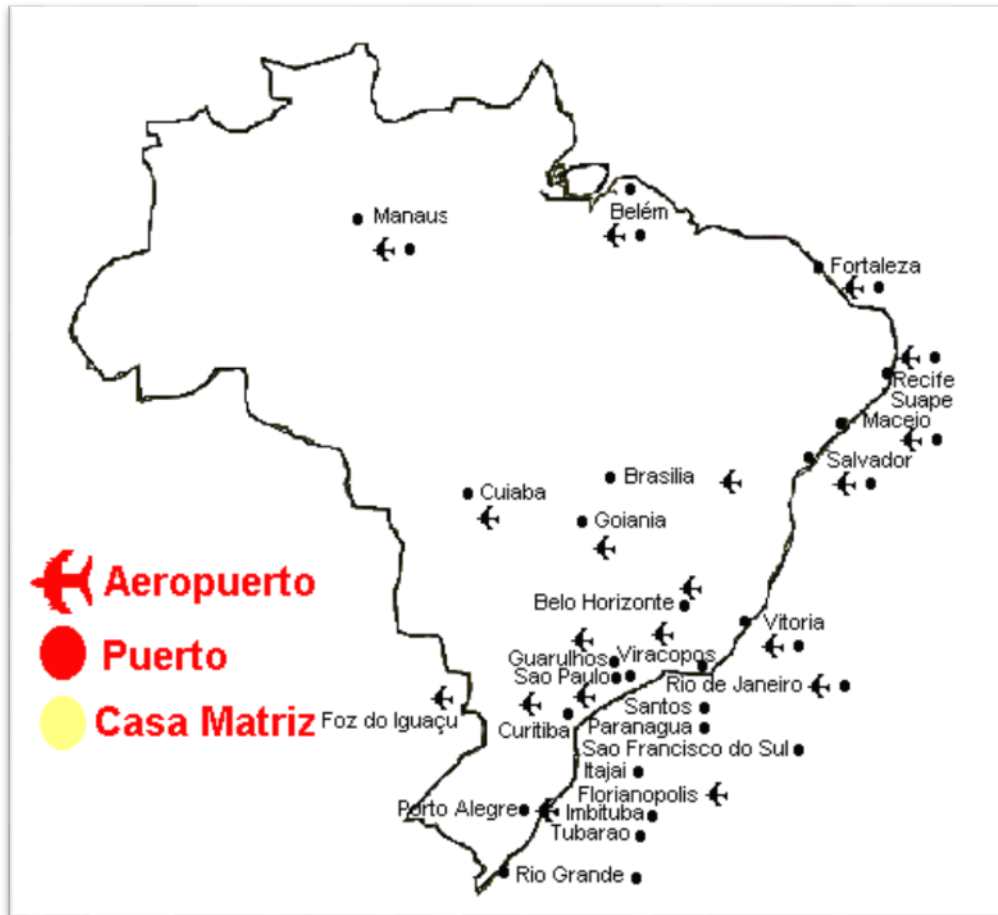 Manaus
Belém
Fortaleza
Recife
Suape
Maceio
Salvador
Brasilia
Cuiaba
Goiania
Aeropuerto
Belo Horizonte
Vitoria
Puerto
Guarulhos
Viracopos
Sao Paulo
Rio de Janeiro
Santos
Foz do Iguaçu
Casa Matriz
Curitiba
Paranagua
Sao Francisco do Sul
Itajai
Florianopolis
Porto Alegre
Imbituba
Tubarao
Rio Grande